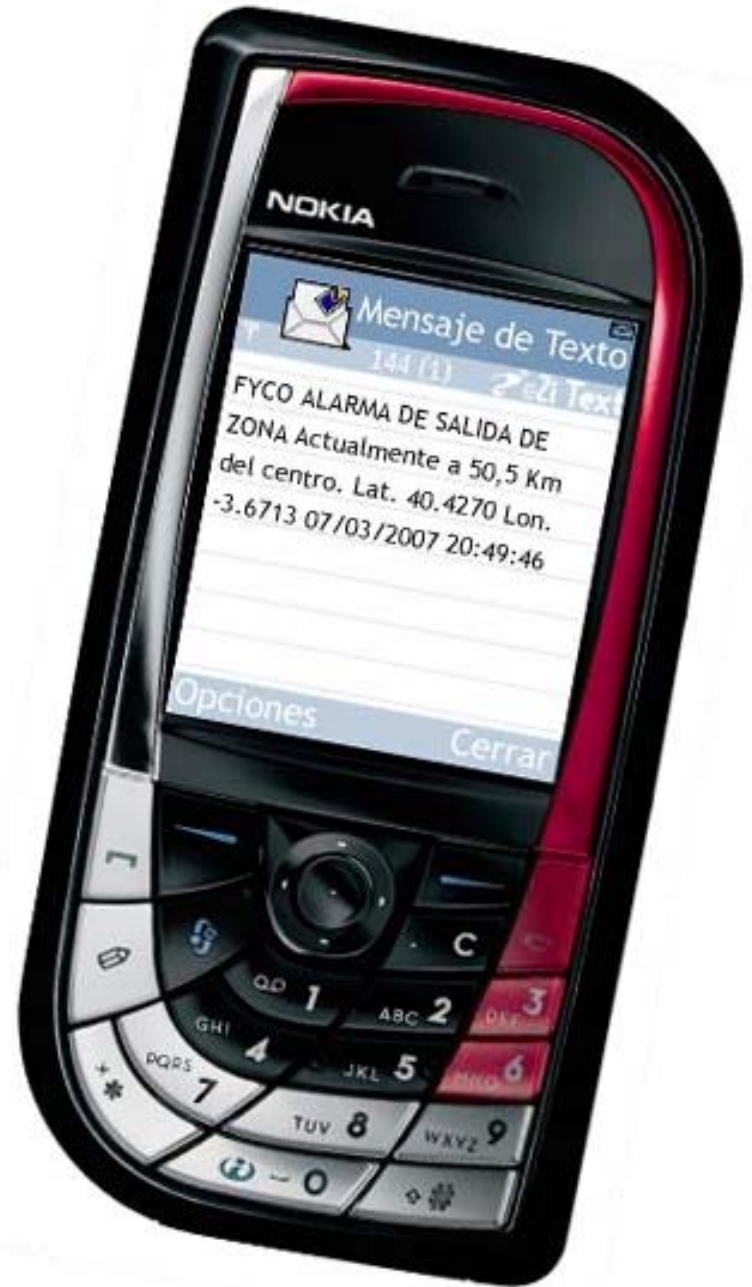 NOKIA
Mensaje de Texto
144 (1) eZi Text
FYCO ALARMA DE SALIDA DE
ZONA Actualmente a 50,5 Km
del centro. Lat. 40.4270 Lon.
-3.6713 07/03/2007 20:49:46
Opciones Cerrar
C
1 ABC 2 DEF 3
GHI 4 JKL 5 MNO 6
PQRS 7 TUV 8 WXYZ 9
* 0